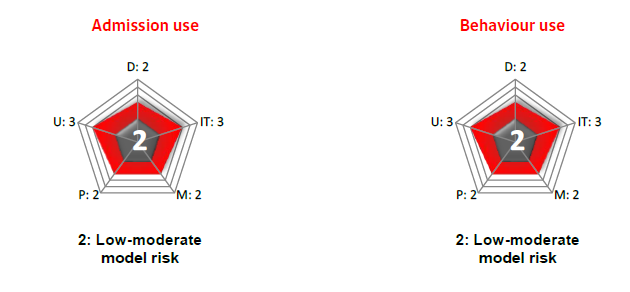 Admission use
D: 2
U: 3
IT: 3
2
P: 2
M: 2
2: Low-moderate
model risk
Behaviour use
D: 2
U: 3
IT: 3
2
P: 2
M: 2
2: Low-moderate
model risk